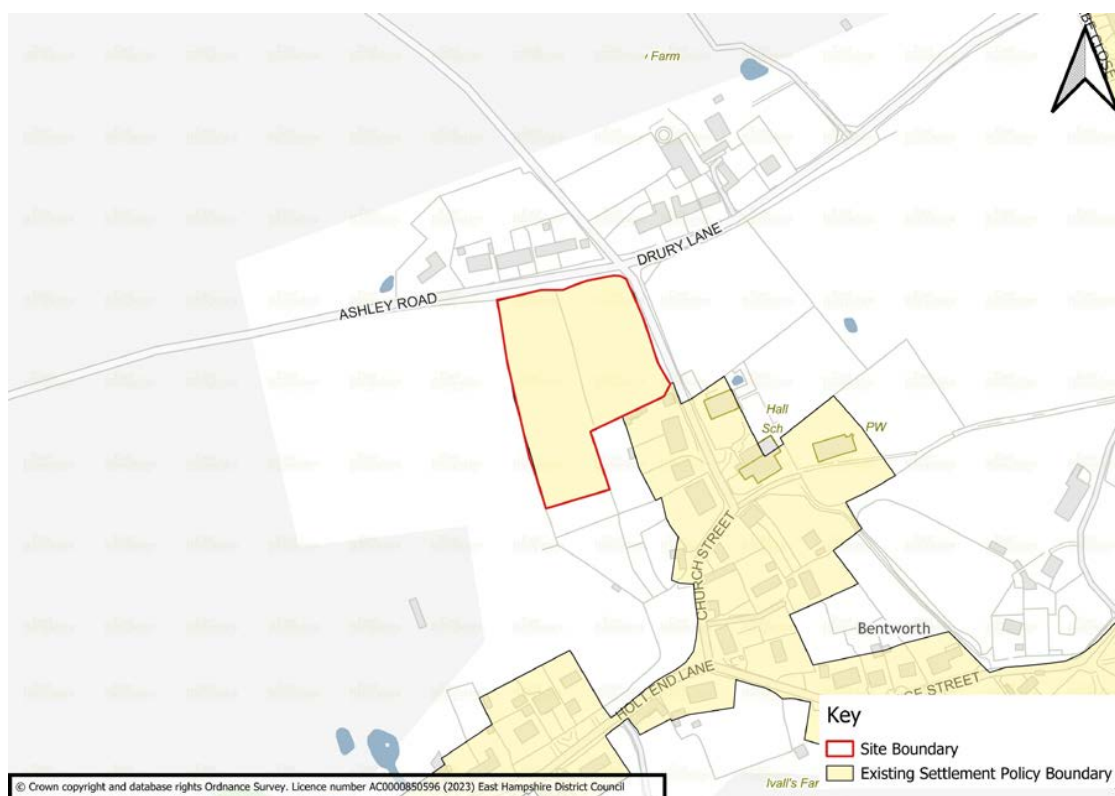 Farm
DRURY LANE
ASHLEY ROAD
Hall
Sch
PW
CHURCH STREET
Bentworth
HOLT END LANE
STREET
Key
Site Boundary
Existing Settlement Policy Boundary
Ivall's Far
© Crown copyright and database rights Ordnance Survey. Licence number AC0000850596 (2023) East Hampshire District Council